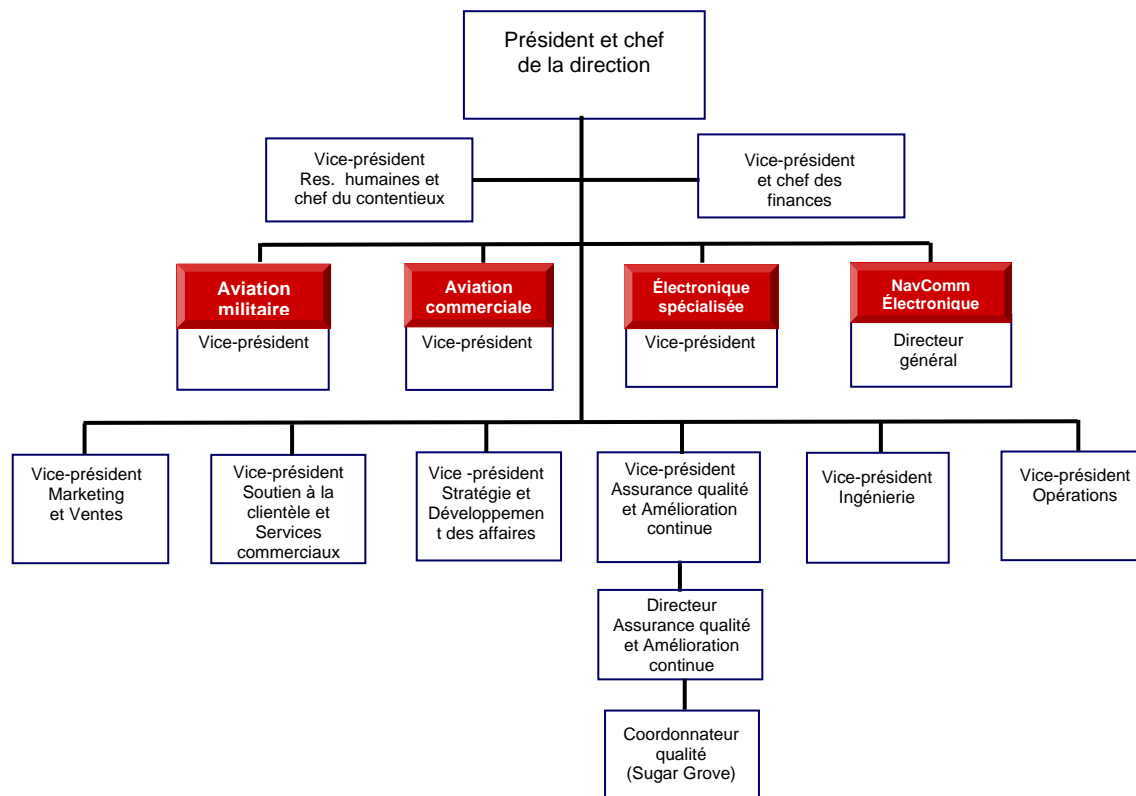 Président et chef
de la direction
Vice-président
Res. humaines et
chef du contentieux
Vice-président
et chef des
finances
Aviation
militaire
Vice-président
Aviation
commerciale
Vice-président
Électronique
spécialisée
Vice-président
NavComm
Électronique
Directeur
général
Vice-président
Marketing
et Ventes
Vice-président
Soutien à la
clientèle et
Services
commerciaux
Vice -président
Stratégie et
Développemen
t des affaires
Vice-président
Assurance qualité
et Amélioration
continue
Vice-président
Ingénierie
Vice-président
Opérations
Directeur
Assurance qualité
et Amélioration
continue
Coordonnateur
qualité
(Sugar Grove)